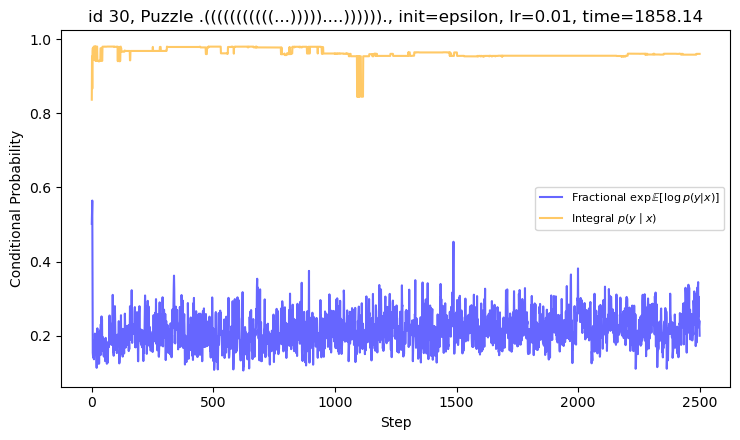 id 30, Puzzle .(((((((((((...)))))....))))))., init=epsilon, lr=0.01, time=1858.14
1.0
0.8
0.6
0.4
0.2
Conditional Probability
Fractional exp𝔼[log p(y|x)]
Integral p(y | x)
0
500
1000
1500
2000
2500
Step